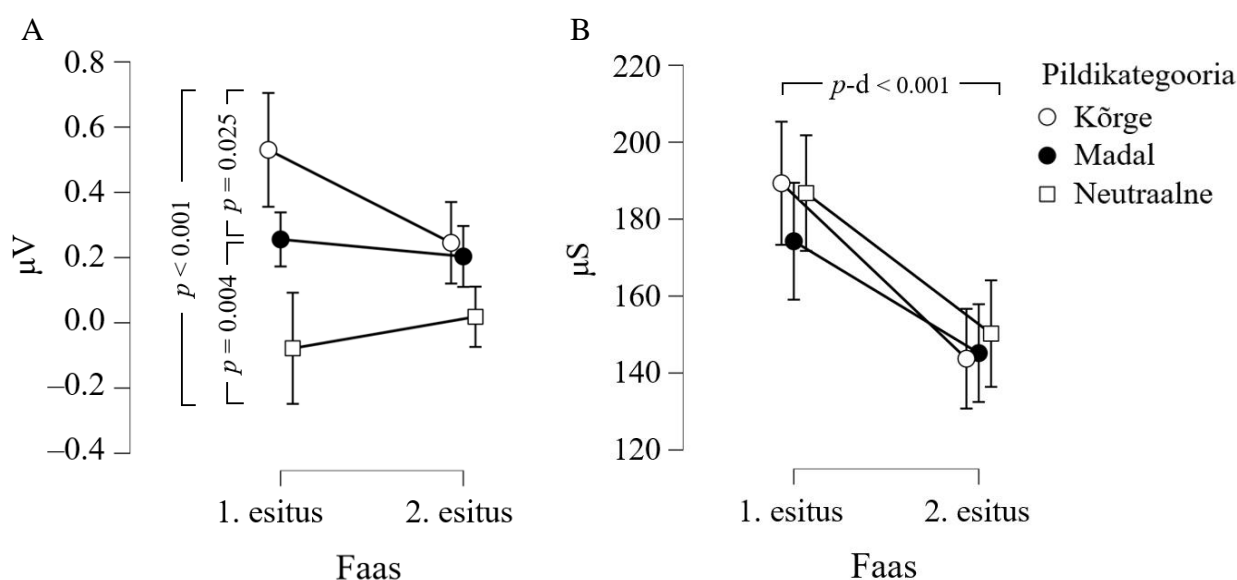 A
μV
0.8
0.6
0.4
0.2
0.0
–0.2
–0.4
p < 0.001
p = 0.025
p = 0.004
1. esitus
2. esitus
Faas
B
μS
220
200
180
160
140
120
p-d < 0.001
1. esitus
2. esitus
Faas
Pildikategooria
Kõrge
Madal
Neutraalne